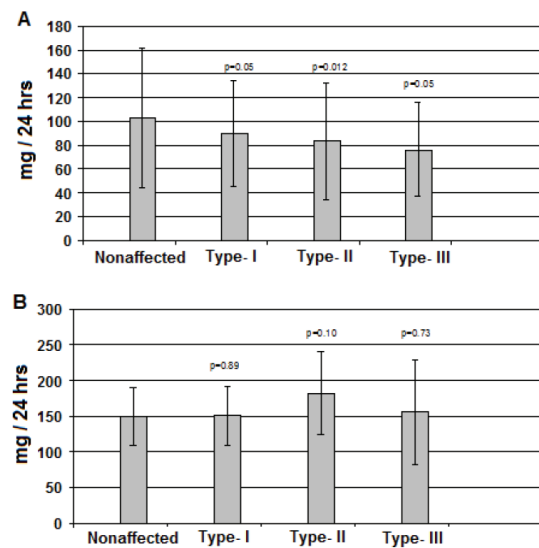 A
180
160
140
120
100
80
60
40
20
0
mg / 24 hrs
p=0.05
p=0.012
p=0.05
Nonaffected Type- I Type- II Type- III
B
300
250
200
150
100
50
0
mg / 24 hrs
p=0.89
p=0.10
p=0.73
Nonaffected Type- I Type- II Type- III